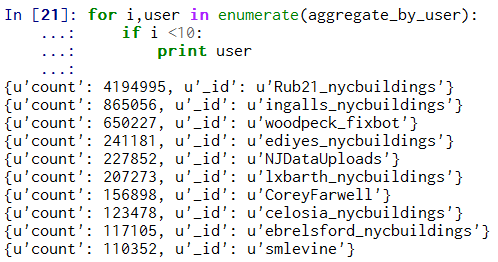 In [21]: for i,user in enumerate(aggregate_by_user):
    ...:     if i <10:
    ...:         print user
    ...:
{u'count': 4194995, u'_id': u'Rub21_nycbuildings'}
{u'count': 865056, u'_id': u'ingalls_nycbuildings'}
{u'count': 650227, u'_id': u'woodpeck_fixbot'}
{u'count': 241181, u'_id': u'ediyes_nycbuildings'}
{u'count': 227852, u'_id': u'NJDataUploads'}
{u'count': 207273, u'_id': u'lxbarth_nycbuildings'}
{u'count': 156898, u'_id': u'CoreyFarwell'}
{u'count': 123478, u'_id': u'celosia_nycbuildings'}
{u'count': 117105, u'_id': u'ebrelsford_nycbuildings'}
{u'count': 110352, u'_id': u'smlevine'}